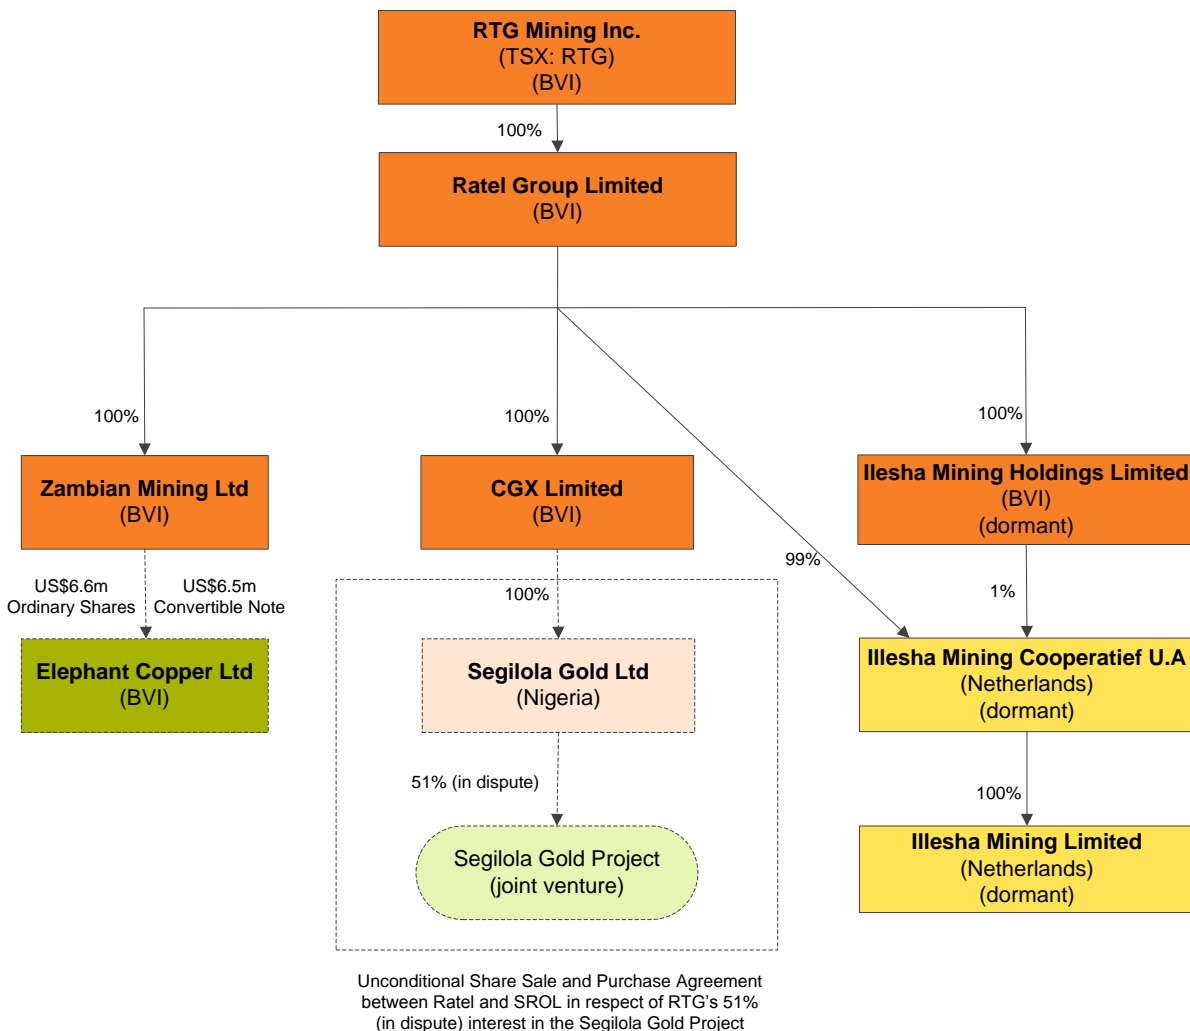 RTG Mining Inc.
(TSX: RTG)
(BVI)
100%
Ratel Group Limited
(BVI)
100%
100%
100%
Zambian Mining Ltd
(BVI)
CGX Limited
(BVI)
Ilesha Mining Holdings Limited
(BVI)
(dormant)
US$6.6m
Ordinary Shares
US$6.5m
Convertible Note
100%
99%
1%
Elephant Copper Ltd
(BVI)
Segilola Gold Ltd
(Nigeria)
Illesha Mining Cooperatief U.A
(Netherlands)
(dormant)
51% (in dispute)
100%
Segilola Gold Project
(joint venture)
Illesha Mining Limited
(Netherlands)
(dormant)
Unconditional Share Sale and Purchase Agreement
between Ratel and SROL in respect of RTG's 51%
(in dispute) interest in the Segilola Gold Project